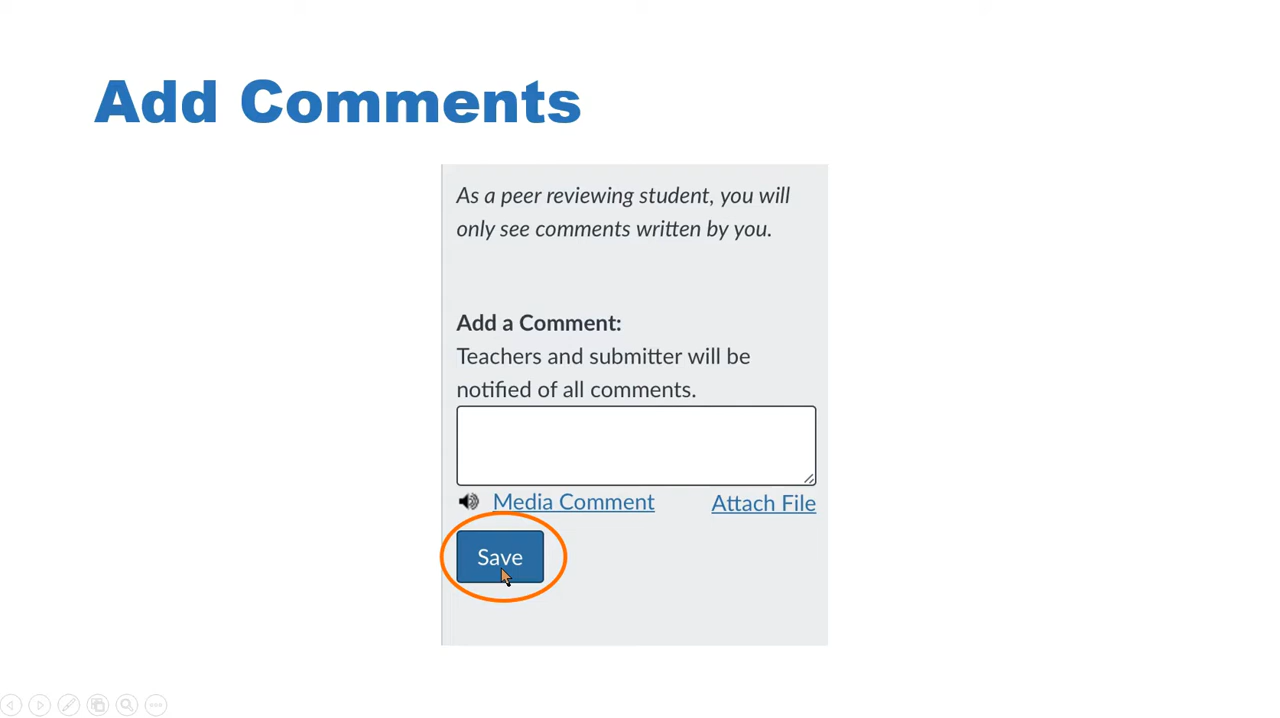 Add Comments
As a peer reviewing student, you will
only see comments written by you.
Add a Comment:
Teachers and submitter will be
notified of all comments.
Media Comment Attach File
Save